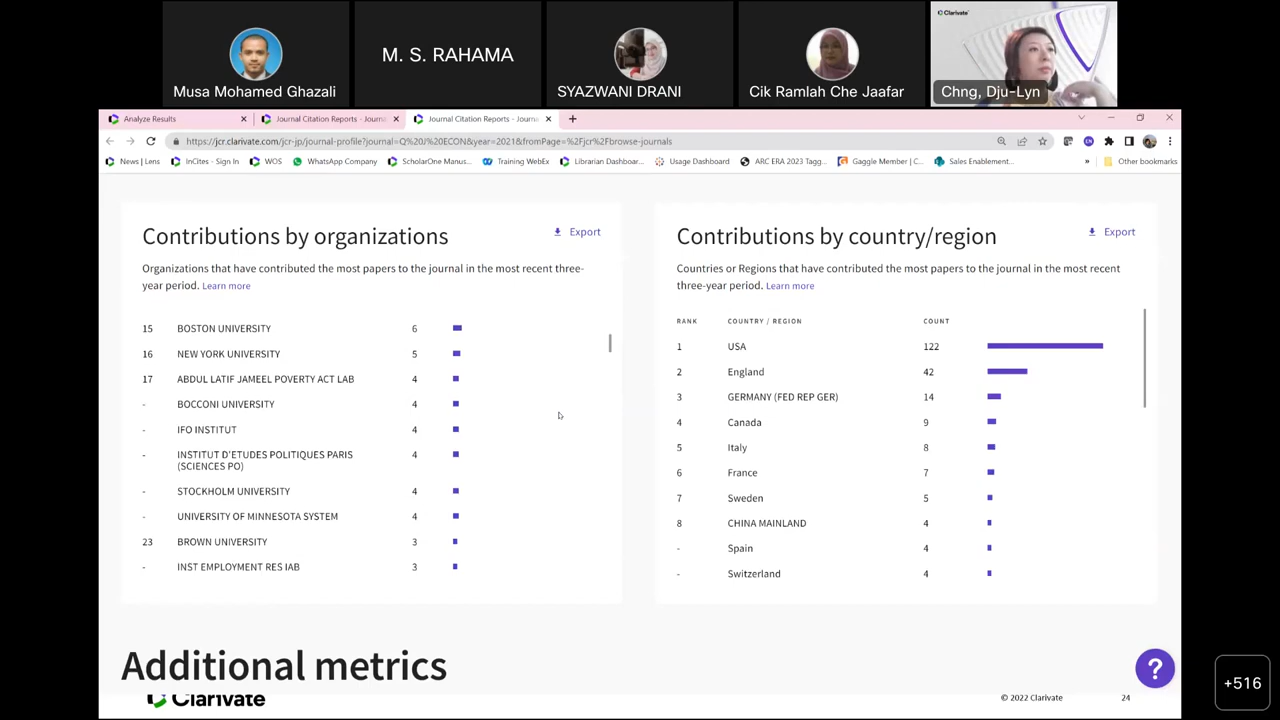 Clarivate
Musa Mohamed Ghazali
M. S. RAHAMA
SYAZWANI DRANI
Cik Ramlah Che Jaafar
Chng, Dju-Lyn
Analyze Results
Journal Citation Reports - Journa
Journal Citation Reports - Journa
https://jcr.clarivate.com/jcr-jp/journal-profile?journal=Q%20J%20ECON&year=2021&fromPage=%2Fjcr%2Fbrowse-journals
News | Lens
InCites - Sign In
WOS
WhatsApp Company
ScholarOne Manus...
Training WebEx
Librarian Dashboar...
Usage Dashboard
ARC ERA 2023 Tagg...
Gaggle Member | C...
Sales Enablement...
»
Other bookmarks
Contributions by organizations
Export
Organizations that have contributed the most papers to the journal in the most recent three-
year period. Learn more
15 BOSTON UNIVERSITY 6
16 NEW YORK UNIVERSITY 5
17 ABDUL LATIF JAMEEL POVERTY ACT LAB 4
- BOCCONI UNIVERSITY 4
- IFO INSTITUT 4
- INSTITUT D'ETUDES POLITIQUES PARIS 4
(SCIENCES PO)
- STOCKHOLM UNIVERSITY 4
- UNIVERSITY OF MINNESOTA SYSTEM 4
23 BROWN UNIVERSITY 3
- INST EMPLOYMENT RES IAB 3
Contributions by country/region
Export
Countries or Regions that have contributed the most papers to the journal in the most recent
three-year period. Learn more
RANK COUNTRY / REGION COUNT
1 USA 122
2 England 42
3 GERMANY (FED REP GER) 14
4 Canada 9
5 Italy 8
6 France 7
7 Sweden 5
8 CHINA MAINLAND 4
- Spain 4
- Switzerland 4
Additional metrics
?
Clarivate
© 2022 Clarivate
24
+516